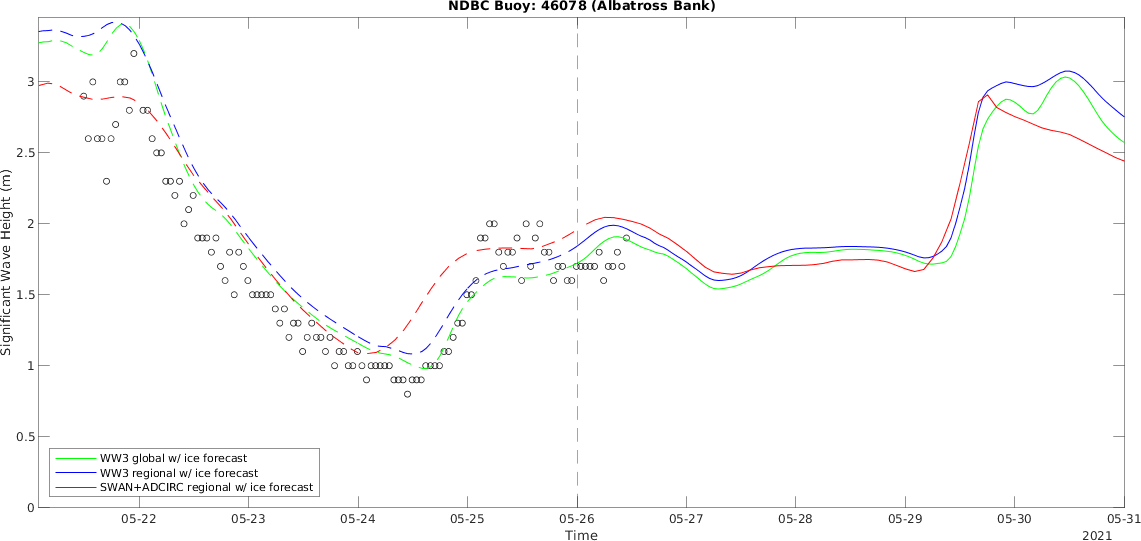 NDBC Buoy: 46078 (Albatross Bank)
Significant Wave Height (m)
3
2.5
2
1.5
1
0.5
0
WW3 global w/ ice forecast
WW3 regional w/ ice forecast
SWAN+ADCIRC regional w/ ice forecast
05-22 05-23 05-24 05-25 05-26 05-27 05-28 05-29 05-30 05-31
Time 2021